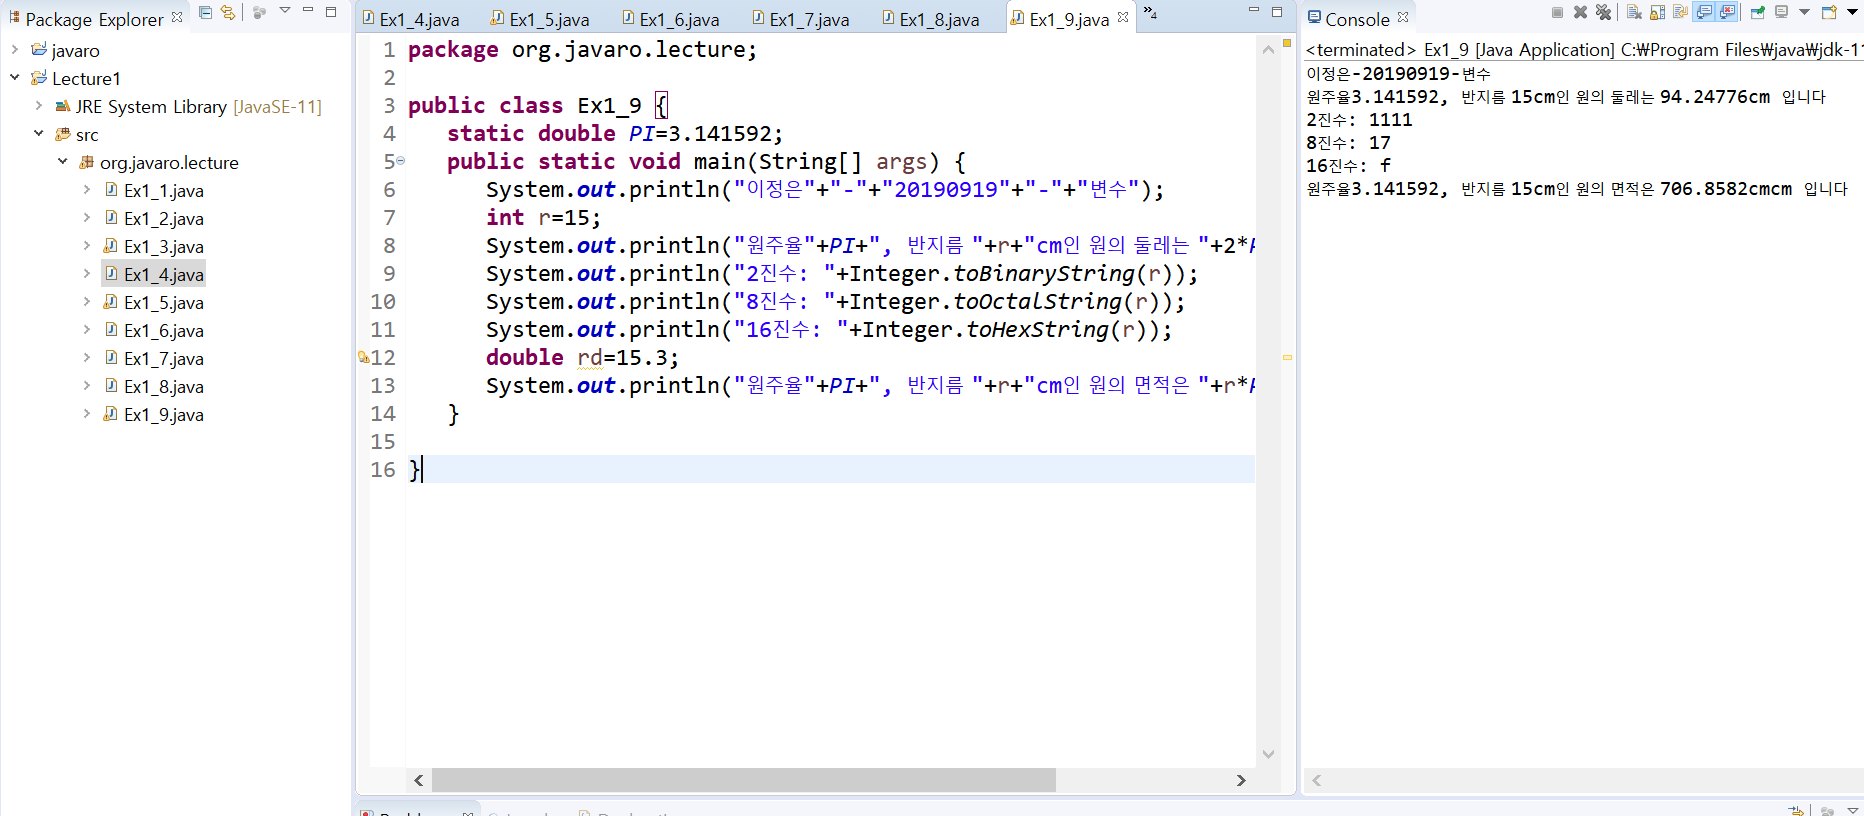 Package Explorer
javaro
Lecture1
JRE System Library [JavaSE-11]
src
org.javaro.lecture
Ex1_1.java
Ex1_2.java
Ex1_3.java
Ex1_4.java
Ex1_5.java
Ex1_6.java
Ex1_7.java
Ex1_8.java
Ex1_9.java
Ex1_4.java Ex1_5.java Ex1_6.java Ex1_7.java Ex1_8.java Ex1_9.java »4
1 package org.javaro.lecture;
2
3 public class Ex1_9 {
4 static double PI=3.141592;
5 public static void main(String[] args) {
6 System.out.println("이정은"+"-"+"20190919"+"-"+"변수");
7 int r=15;
8 System.out.println("원주율"+PI+", 반지름 "+r+"cm인 원의 둘레는 "+2*
9 System.out.println("2진수: "+Integer.toBinaryString(r));
10 System.out.println("8진수: "+Integer.toOctalString(r));
11 System.out.println("16진수: "+Integer.toHexString(r));
12 double rd=15.3;
13 System.out.println("원주율"+PI+", 반지름 "+r+"cm인 원의 면적은 "+r*
14 }
15
16 }
Console
<terminated> Ex1_9 [Java Application] C:₩Program Files₩java₩jdk-11
이정은-20190919-변수
원주율3.141592, 반지름 15cm인 원의 둘레는 94.24776cm 입니다
2진수: 1111
8진수: 17
16진수: f
원주율3.141592, 반지름 15cm인 원의 면적은 706.8582cmcm 입니다